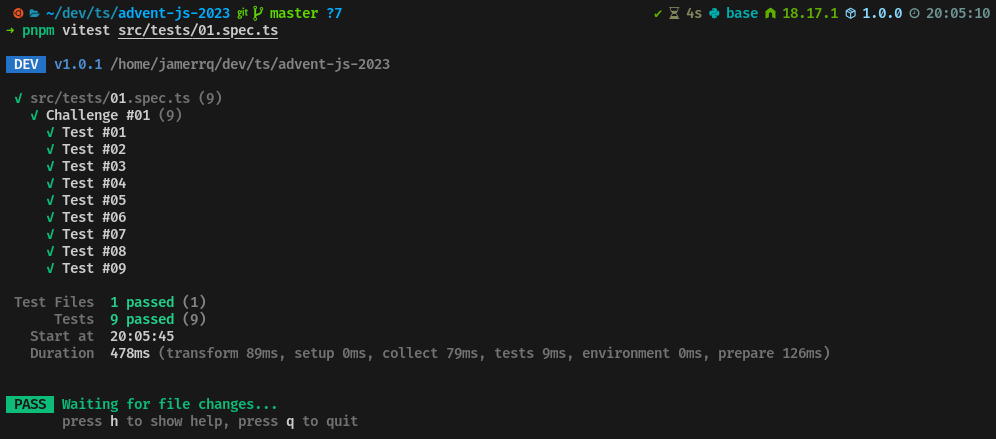 ~/dev/ts/advent-js-2023 git master ?7 ✔ 4s base 18.17.1 1.0.0 20:05:10
→ pnpm vitest src/tests/01.spec.ts
DEV v1.0.1 /home/jamerrq/dev/ts/advent-js-2023
✓ src/tests/01.spec.ts (9)
✓ Challenge #01 (9)
✓ Test #01
✓ Test #02
✓ Test #03
✓ Test #04
✓ Test #05
✓ Test #06
✓ Test #07
✓ Test #08
✓ Test #09
Test Files 1 passed (1)
Tests 9 passed (9)
Start at 20:05:45
Duration 478ms (transform 89ms, setup 0ms, collect 79ms, tests 9ms, environment 0ms, prepare 126ms)
PASS Waiting for file changes...
press h to show help, press q to quit